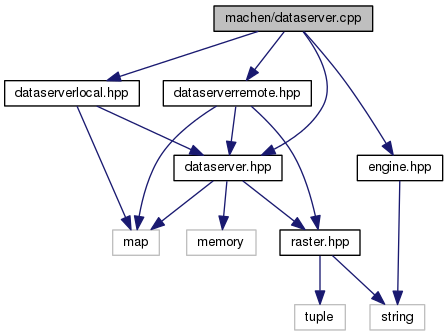 machen/dataserver.cpp
dataserverlocal.hpp
dataserverremote.hpp
dataserver.hpp
engine.hpp
map
memory
raster.hpp
tuple
string